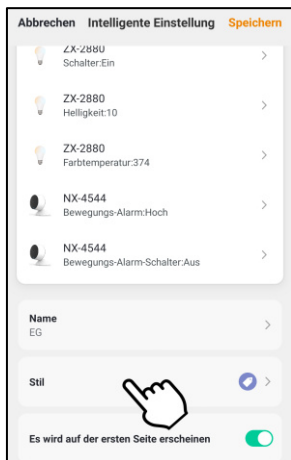 Abbrechen Intelligente Einstellung Speichern
ZX-2880
Schalter:Ein
ZX-2880
Helligkeit:10
ZX-2880
Farbtemperatur:374
NX-4544
Bewegungs-Alarm:Hoch
NX-4544
Bewegungs-Alarm-Schalter:Aus
Name
EG
Stil
Es wird auf der ersten Seite erscheinen